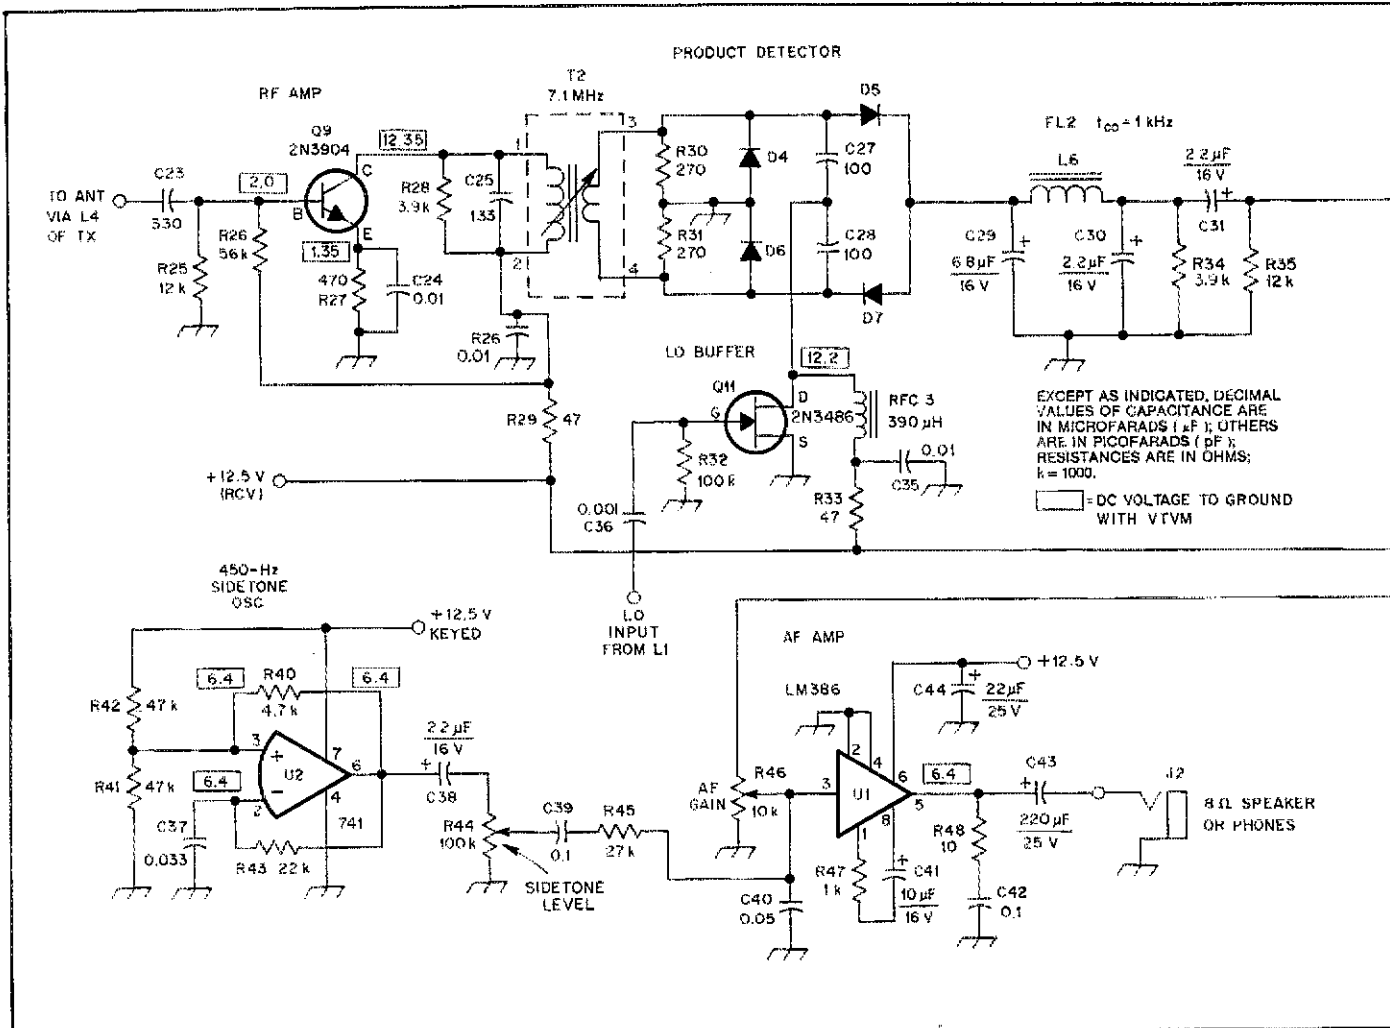 PRODUCT DETECTOR
RF AMP
T2
7.1 MHz
D5
FL2 fco = 1 kHz
Q9
2N3904
12.35
1
3
L6
2.2 µF
16 V
C23
330
TO ANT
VIA L4
OF TX
2.0
B
C
E
R28
3.9 k
C25
133
R30
270
D4
C27
100
+
C31
R26
56 k
1.35
R25
12 k
470
R27
C24
0.01
2
4
R31
270
D6
C28
100
C29
+
6.8 µF
16 V
C30
+
2.2 µF
16 V
R34
3.9 k
R35
12 k
D7
R26
0.01
LO BUFFER
12.2
Q11
G
D
S
2N3486
RFC 3
390 µH
R29
47
R32
100 k
0.01
C35
R33
47
EXCEPT AS INDICATED, DECIMAL
VALUES OF CAPACITANCE ARE
IN MICROFARADS ( µF ); OTHERS
ARE IN PICOFARADS ( pF );
RESISTANCES ARE IN OHMS;
k = 1000.
= DC VOLTAGE TO GROUND
WITH VTVM
+12.5 V
(RCV)
0.001
C36
LO
INPUT
FROM L1
450-Hz
SIDETONE
OSC
+12.5 V
KEYED
6.4
R40
4.7 k
6.4
R42
47 k
3
+
7
U2
6
R41
47 k
6.4
−
2
4
741
C37
0.033
R43
22 k
2.2 µF
16 V
+
C38
R44
100 k
C39
0.1
R45
27 k
SIDETONE
LEVEL
AF AMP
LM386
+12.5 V
C44
+
22 µF
25 V
2
4
AF
GAIN
R46
10 k
3
U1
6
6.4
5
1
8
C43
+
220 µF
25 V
J2
8 Ω SPEAKER
OR PHONES
R48
10
R47
1 k
+
C41
10 µF
16 V
C40
0.05
C42
0.1